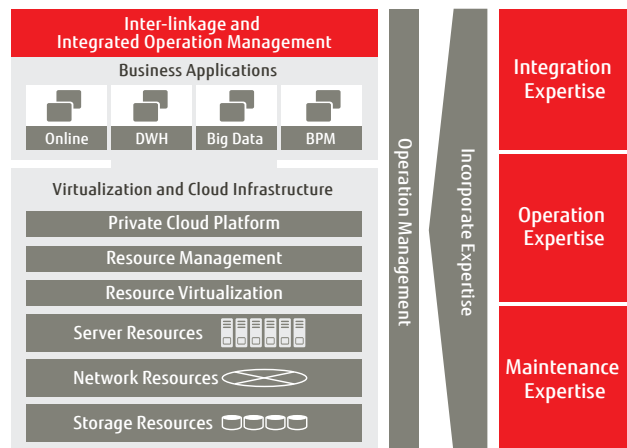 Inter-linkage and
Integrated Operation Management
Business Applications
Online
DWH
Big Data
BPM
Virtualization and Cloud Infrastructure
Private Cloud Platform
Resource Management
Resource Virtualization
Server Resources
Network Resources
Storage Resources
Operation Management
Incorporate Expertise
Integration
Expertise
Operation
Expertise
Maintenance
Expertise